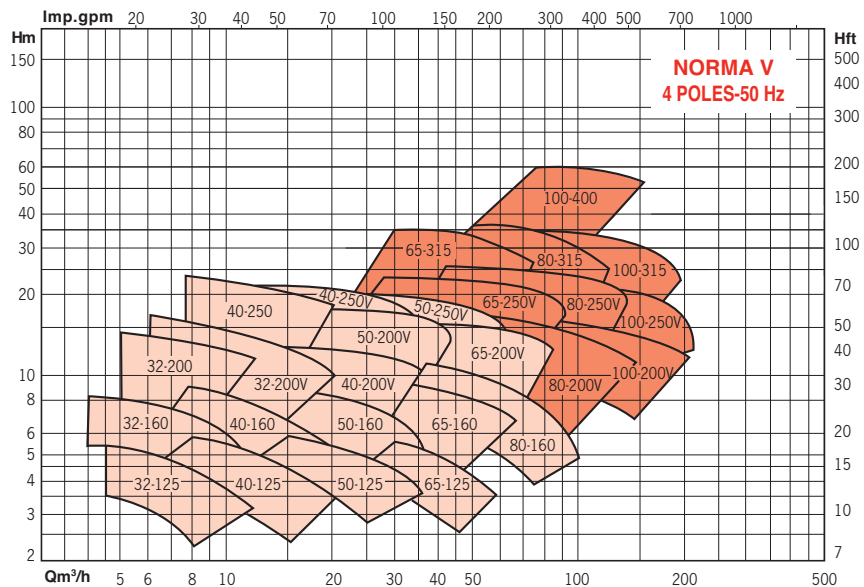 Imp.gpm 20 30 40 50 70 100 200 300 400 500 700 1000
Hm Hft
150 500
NORMA V
400
4 POLES-50 Hz
100 300
80
60 200
50
100-400 150
40
30 65-315 80-315 100-315 100
40-250V 50-250V 65-250V 80-250V 70
20
40-250 100-250V
50-200V 50
65-200V 40
32-200 100-200V
10 32-200V 40-200V 80-200V 30
8
32-160 40-160 50-160 65-160 20
6 80-160
5 15
4 32-125 40-125 50-125 65-125
3 10
2 7
Qm³/h 5 6 8 10 20 30 40 50 100 200 500